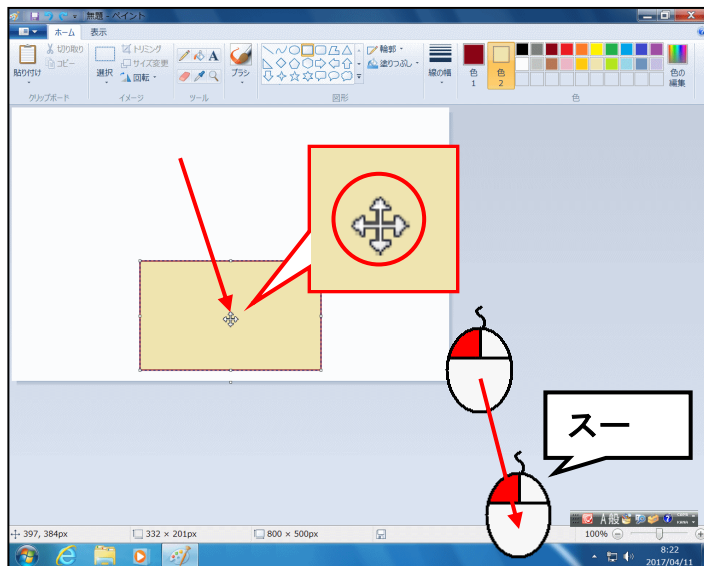 無題 - ペイント
ホーム 表示
貼り付け
切り取り
コピー
クリップボード
選択
トリミング
サイズ変更
回転
イメージ
A
ツール
ブラシ
輪郭
塗りつぶし
図形
線の幅
色
1
色
2
色の
編集
色
スー
A 般
397, 384px
332 × 201px
800 × 500px
100%
8:22
2017/04/11